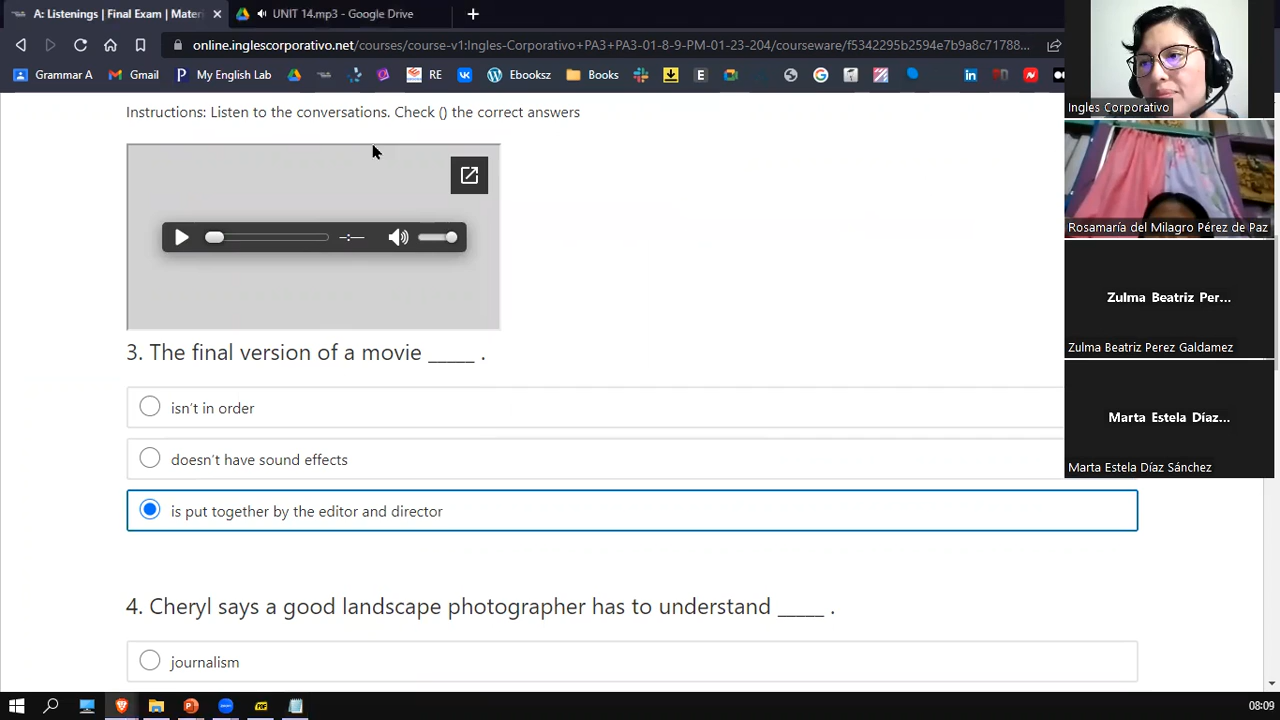 A: Listenings | Final Exam | Mater
UNIT 14.mp3 - Google Drive
online.inglescorporativo.net/courses/course-v1:Ingles-Corporativo+PA3+PA3-01-8-9-PM-01-23-204/courseware/f5342295b2594e7b9a8c71788...
Grammar A
Gmail
My English Lab
RE
Ebooksz
Books
Instructions: Listen to the conversations. Check () the correct answers
-:--
3. The final version of a movie _____ .
isn't in order
doesn't have sound effects
is put together by the editor and director
4. Cheryl says a good landscape photographer has to understand _____ .
journalism
Ingles Corporativo
Rosamaría del Milagro Pérez de Paz
Zulma Beatriz Per...
Zulma Beatriz Perez Galdamez
Marta Estela Díaz...
Marta Estela Díaz Sánchez
08:09